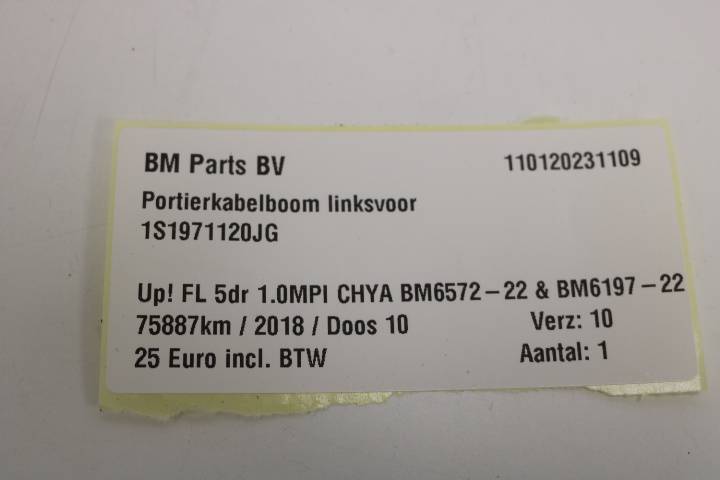 BM Parts BV 110120231109
Portierkabelboom linksvoor
1S1971120JG
Up! FL 5dr 1.0MPI CHYA BM6572-22 & BM6197-22
75887km / 2018 / Doos 10 Verz: 10
25 Euro incl. BTW Aantal: 1